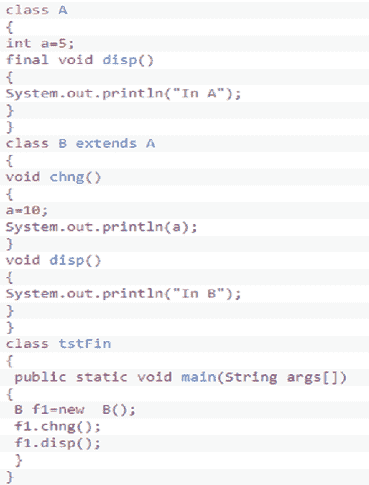 class A
{
int a=5;
final void disp()
{
System.out.println("In A");
}
}
class B extends A
{
void chng()
{
a=10;
System.out.println(a);
}
void disp()
{
System.out.println("In B");
}
}
class tstFin
{
public static void main(String args[])
{
B f1=new  B();
f1.chng();
f1.disp();
}
}